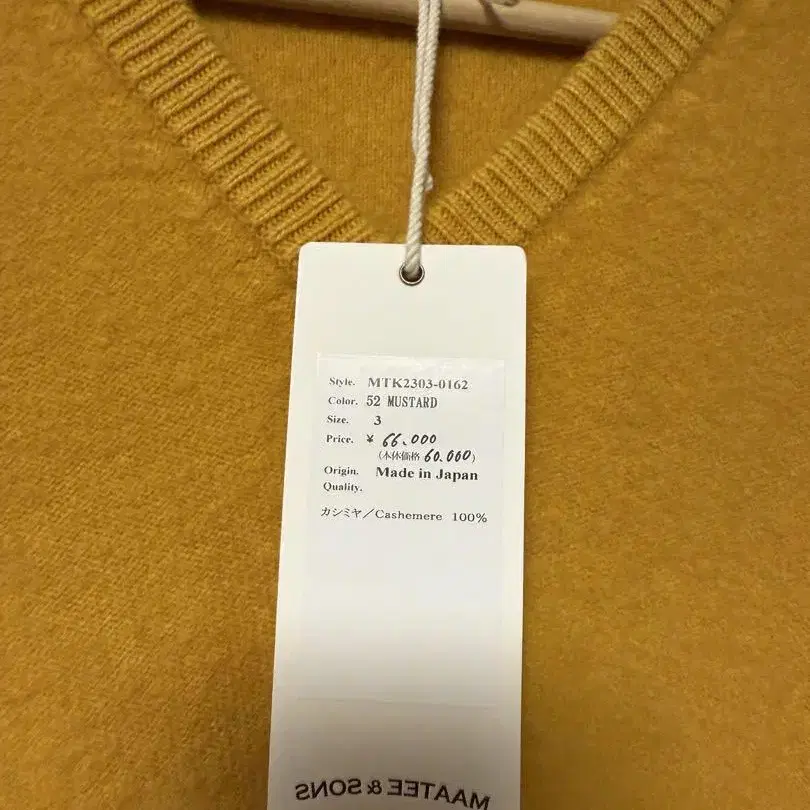 Style. MTK2303-0162
Color. 52 MUSTARD
Size. 3
Price. ¥ 66,000
(本体価格 60,000)
Origin. Made in Japan
Quality.
カシミヤ/Cashemere 100%
MAATEE & SONS